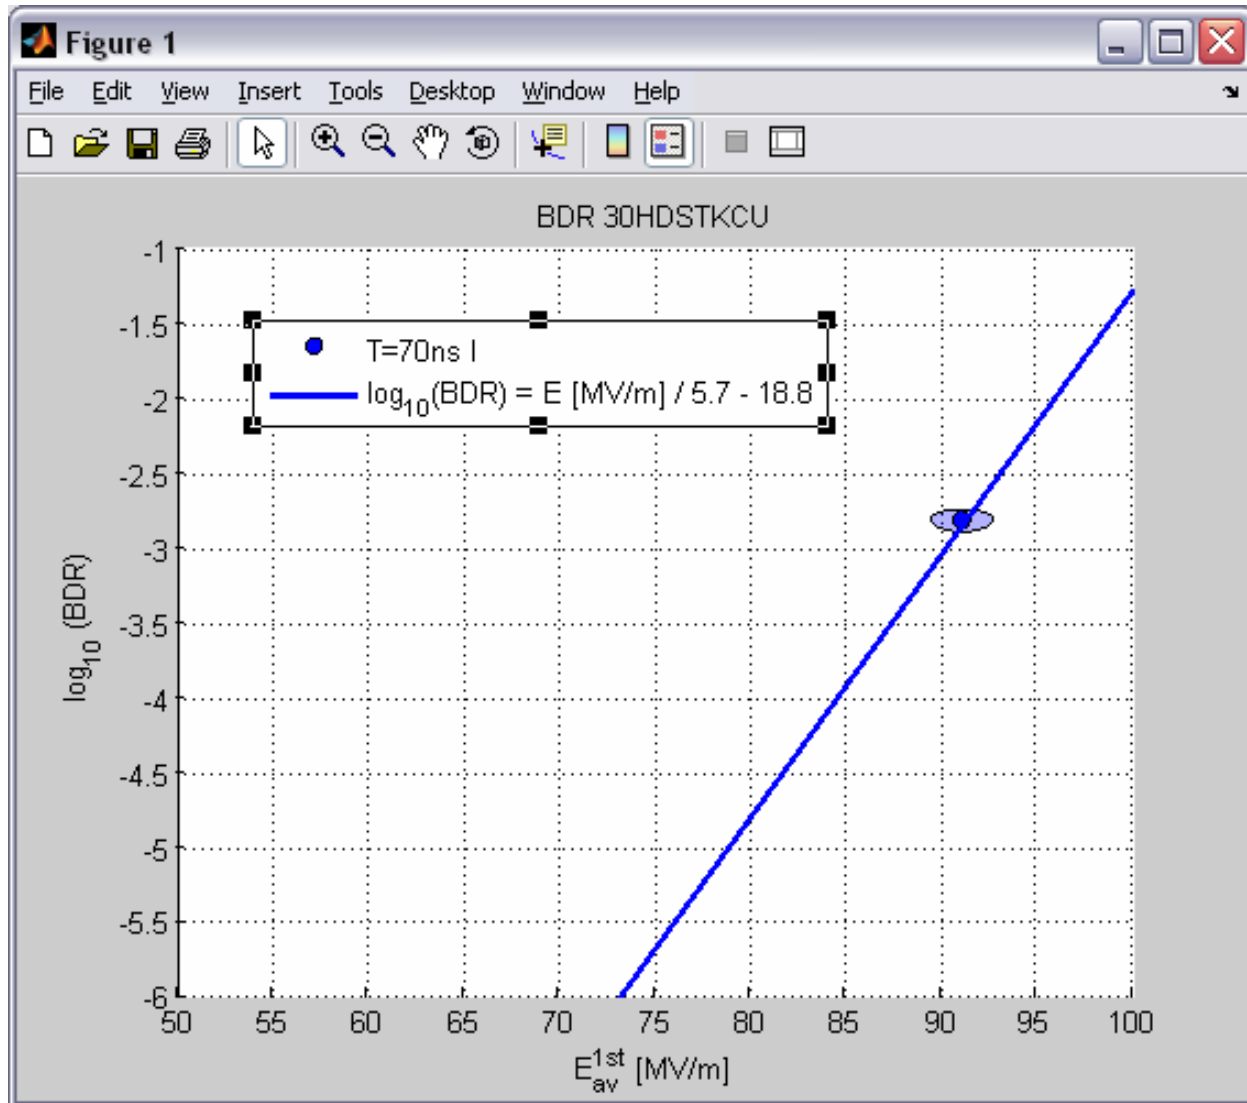 Figure 1
File Edit View Insert Tools Desktop Window Help
BDR 30HDSTKCU
-1
-1.5
-2
-2.5
-3
-3.5
-4
-4.5
-5
-5.5
-6
T=70ns I
log10(BDR) = E [MV/m] / 5.7 - 18.8
log10 (BDR)
50 55 60 65 70 75 80 85 90 95 100
E_av^1st [MV/m]